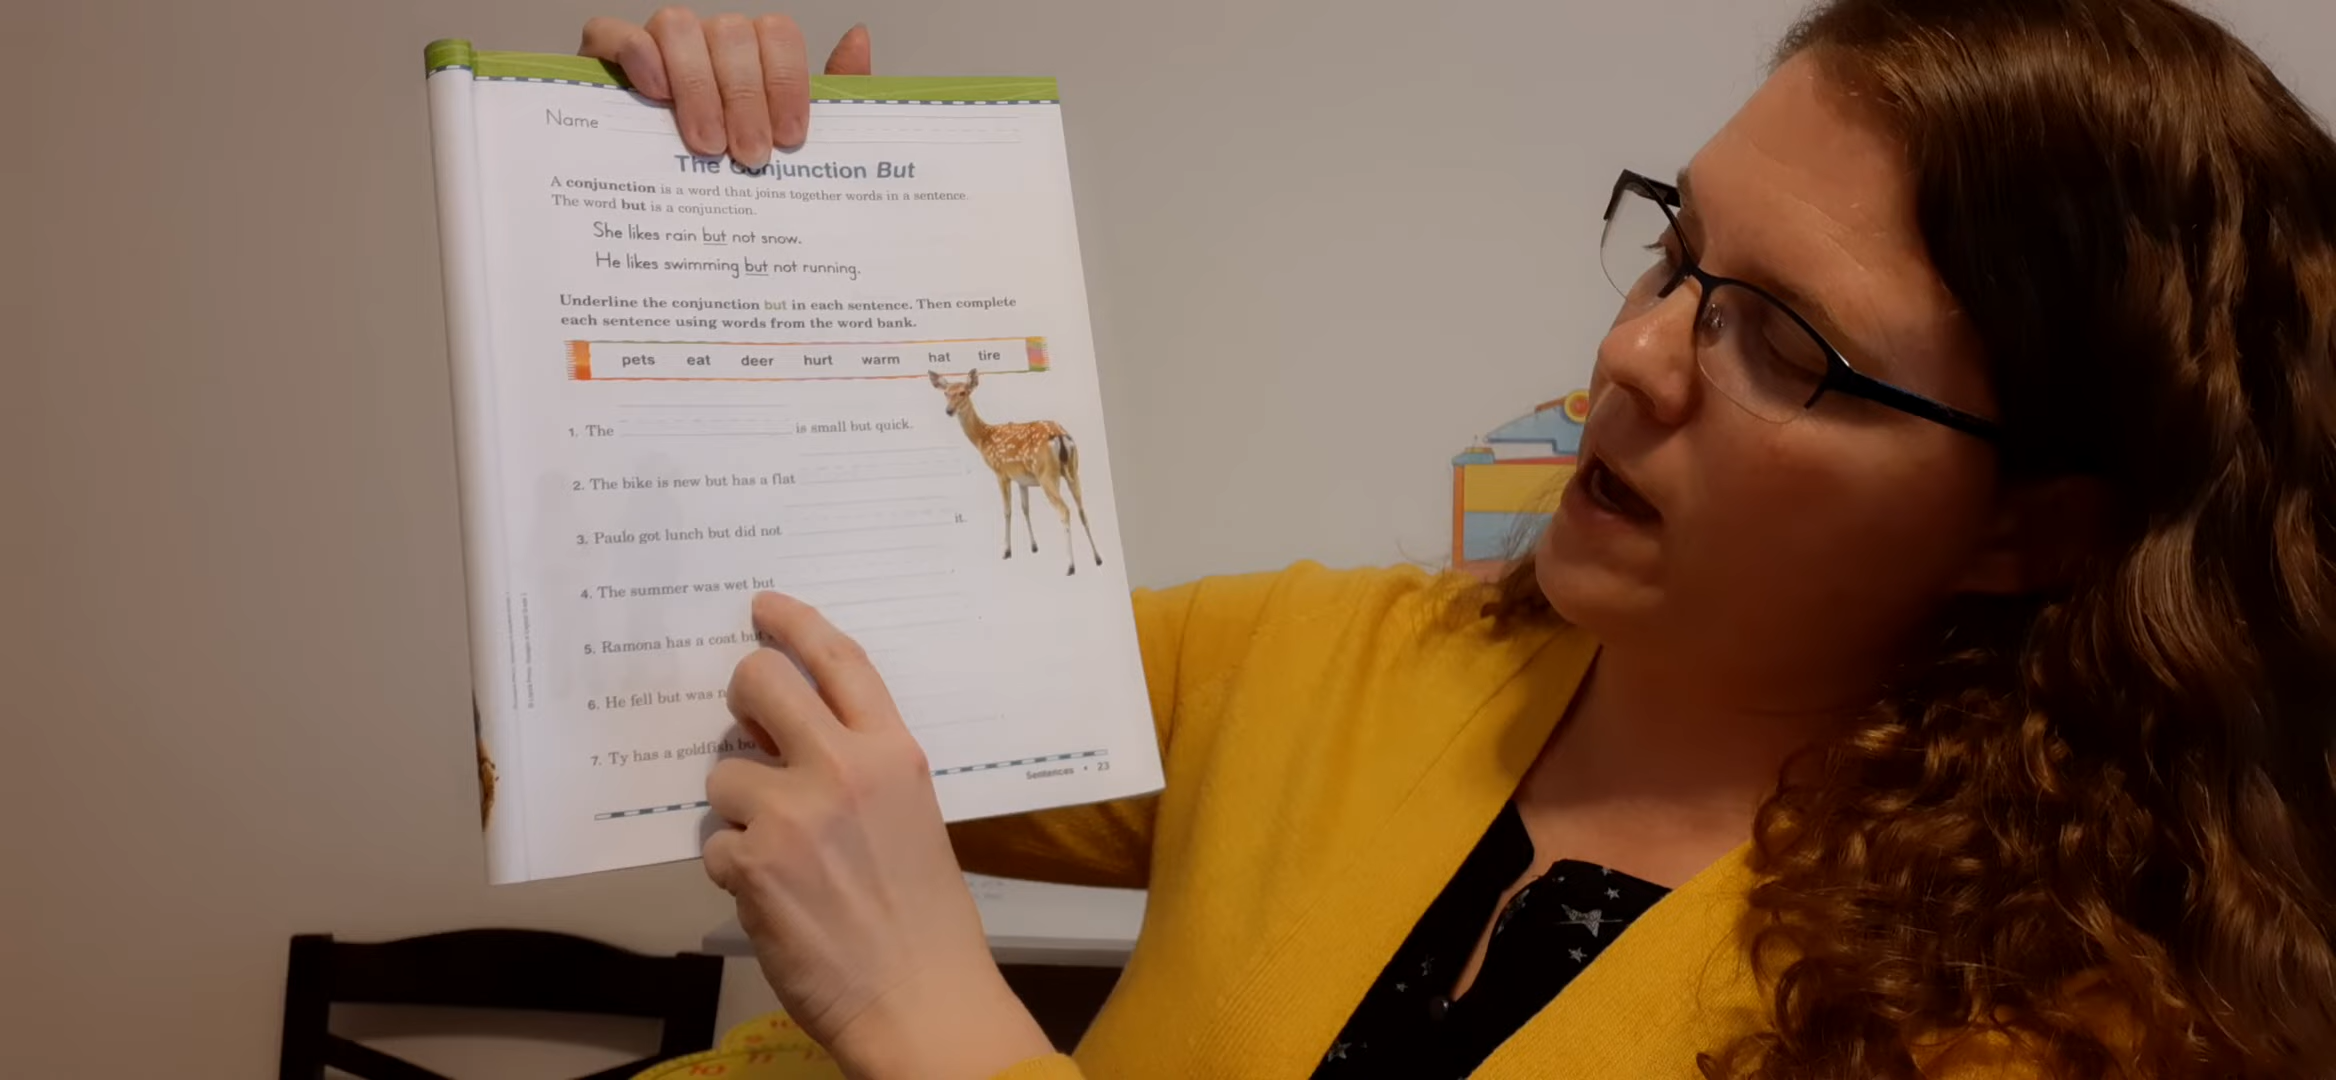 Name
The Conjunction But
A conjunction is a word that joins together words in a sentence.
The word but is a conjunction.
She likes rain but not snow.
He likes swimming but not running.
Underline the conjunction but in each sentence. Then complete
each sentence using words from the word bank.
pets eat deer hurt warm hat tire
1. The is small but quick.
2. The bike is new but has a flat .
3. Paulo got lunch but did not it.
4. The summer was wet but .
5. Ramona has a coat but
6. He fell but was
7. Ty has a goldfish
Sentences • 23